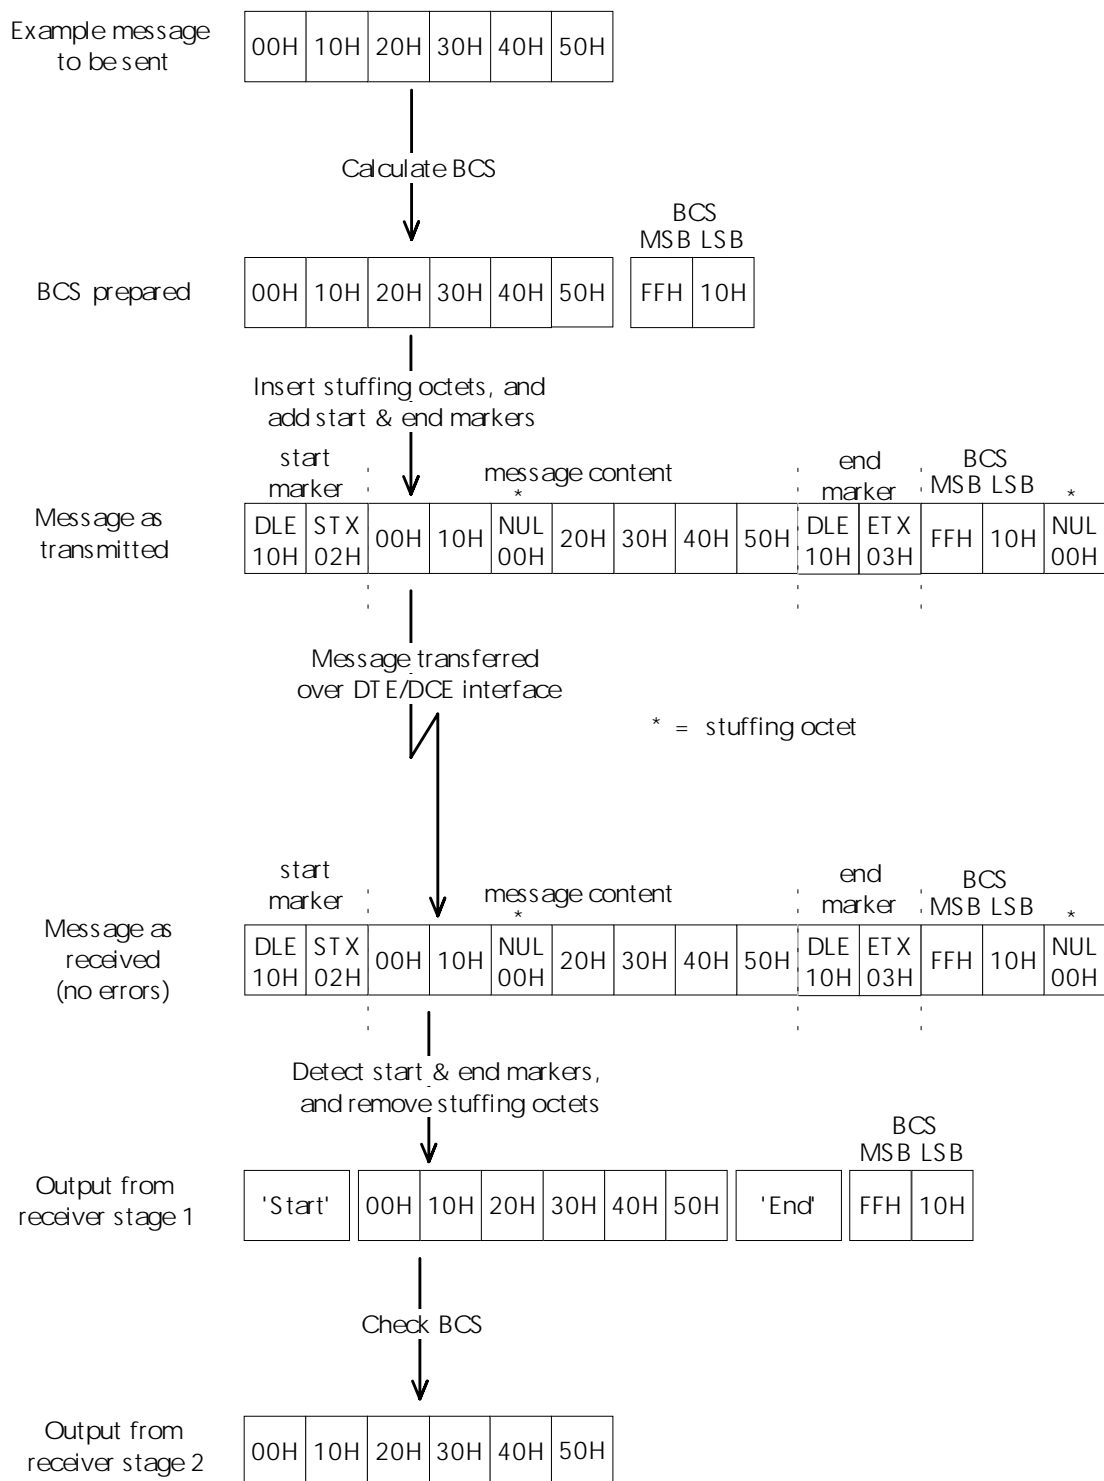 Example message
to be sent
00H 10H 20H 30H 40H 50H
Calculate BCS
BCS
MSB LSB
BCS prepared
00H 10H 20H 30H 40H 50H FFH 10H
Insert stuffing octets, and
add start & end markers
start
marker
message content
*
end
marker
BCS
MSB LSB
*
Message as
transmitted
DLE STX 00H 10H NUL 20H 30H 40H 50H DLE ETX FFH 10H NUL
10H 02H 00H 10H 03H 00H
Message transferred
over DTE/DCE interface
* = stuffing octet
start
marker
message content
*
end
marker
BCS
MSB LSB
*
Message as
received
(no errors)
DLE STX 00H 10H NUL 20H 30H 40H 50H DLE ETX FFH 10H NUL
10H 02H 00H 10H 03H 00H
Detect start & end markers,
and remove stuffing octets
BCS
MSB LSB
Output from
receiver stage 1
'Start' 00H 10H 20H 30H 40H 50H 'End' FFH 10H
Check BCS
Output from
receiver stage 2
00H 10H 20H 30H 40H 50H